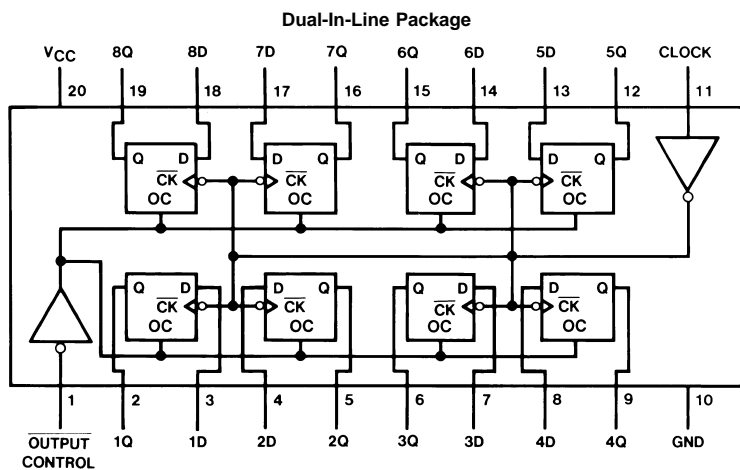 Dual-In-Line Package
VCC 8Q 8D 7D 7Q 6Q 6D 5D 5Q CLOCK
20 19 18 17 16 15 14 13 12 11
Q D D Q Q D D Q
CK CK CK CK
OC OC OC OC
Q D D Q Q D D Q
CK CK CK CK
OC OC OC OC
1 2 3 4 5 6 7 8 9 10
OUTPUT CONTROL 1Q 1D 2D 2Q 3Q 3D 4D 4Q GND